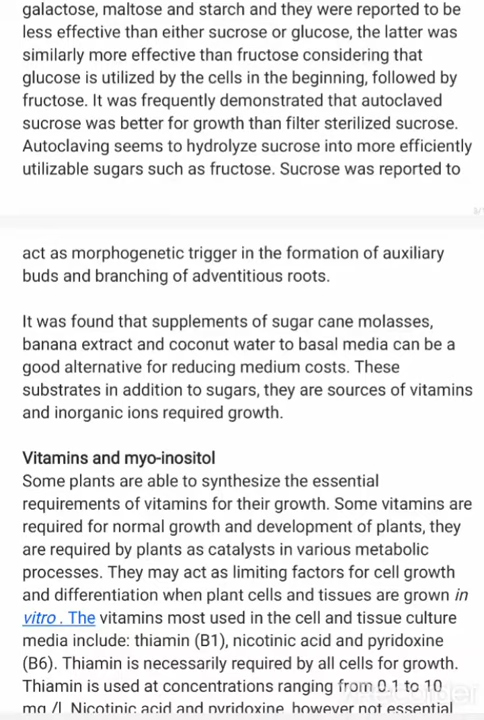 galactose, maltose and starch and they were reported to be
less effective than either sucrose or glucose, the latter was
similarly more effective than fructose considering that
glucose is utilized by the cells in the beginning, followed by
fructose. It was frequently demonstrated that autoclaved
sucrose was better for growth than filter sterilized sucrose.
Autoclaving seems to hydrolyze sucrose into more efficiently
utilizable sugars such as fructose. Sucrose was reported to
act as morphogenetic trigger in the formation of auxiliary
buds and branching of adventitious roots.
It was found that supplements of sugar cane molasses,
banana extract and coconut water to basal media can be a
good alternative for reducing medium costs. These
substrates in addition to sugars, they are sources of vitamins
and inorganic ions required growth.
Vitamins and myo-inositol
Some plants are able to synthesize the essential
requirements of vitamins for their growth. Some vitamins are
required for normal growth and development of plants, they
are required by plants as catalysts in various metabolic
processes. They may act as limiting factors for cell growth
and differentiation when plant cells and tissues are grown in
vitro . The vitamins most used in the cell and tissue culture
media include: thiamin (B1), nicotinic acid and pyridoxine
(B6). Thiamin is necessarily required by all cells for growth.
Thiamin is used at concentrations ranging from 0.1 to 10
mg /l. Nicotinic acid and pyridoxine, however not essential